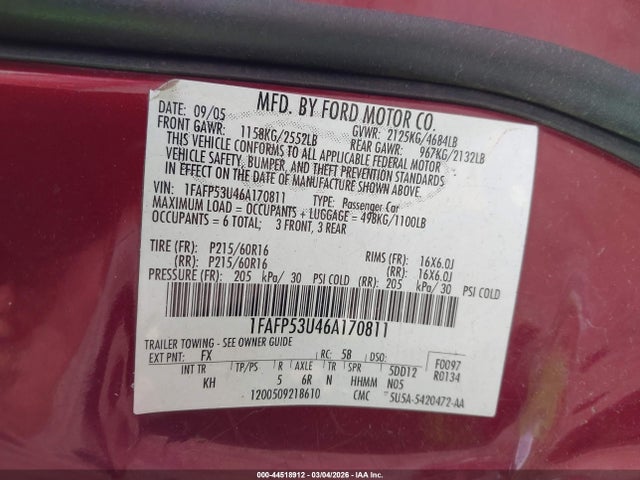 MFD. BY FORD MOTOR CO.
DATE: 09/05 GVWR: 2125KG/4684LB
FRONT GAWR: 1158KG/2552LB REAR GAWR: 967KG/2132LB
THIS VEHICLE CONFORMS TO ALL APPLICABLE FEDERAL MOTOR
VEHICLE SAFETY, BUMPER, AND THEFT PREVENTION STANDARDS
IN EFFECT ON THE DATE OF MANUFACTURE SHOWN ABOVE.
VIN: 1FAFP53U46A170811 TYPE: Passenger Car
MAXIMUM LOAD = OCCUPANTS + LUGGAGE = 498KG/1100LB
OCCUPANTS = 6 TOTAL; 3 FRONT, 3 REAR
TIRE (FR): P215/60R16 RIMS (FR): 16X6.0J
(RR): P215/60R16 (RR): 16X6.0J
PRESSURE (FR): 205 kPa/ 30 PSI COLD (RR): 205 kPa/ 30 PSI COLD
1FAFP53U46A170811
TRAILER TOWING - SEE OWNER GUIDE
EXT PNT: FX RC: 5B DSO: F0097
INT TR TP/PS R AXLE TR SPR 5DD12 R0134
KH 5 6R N HHMM N05
1200509218610 CMC 5U5A-5420472-AA
000-44518912 - 03/04/2026 - IAA Inc.